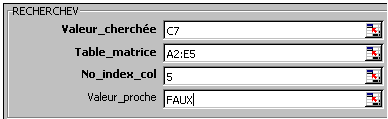 RECHERCHEV
Valeur_cherchée C7
Table_matrice A2:E5
No_index_col 5
Valeur_proche FAUX